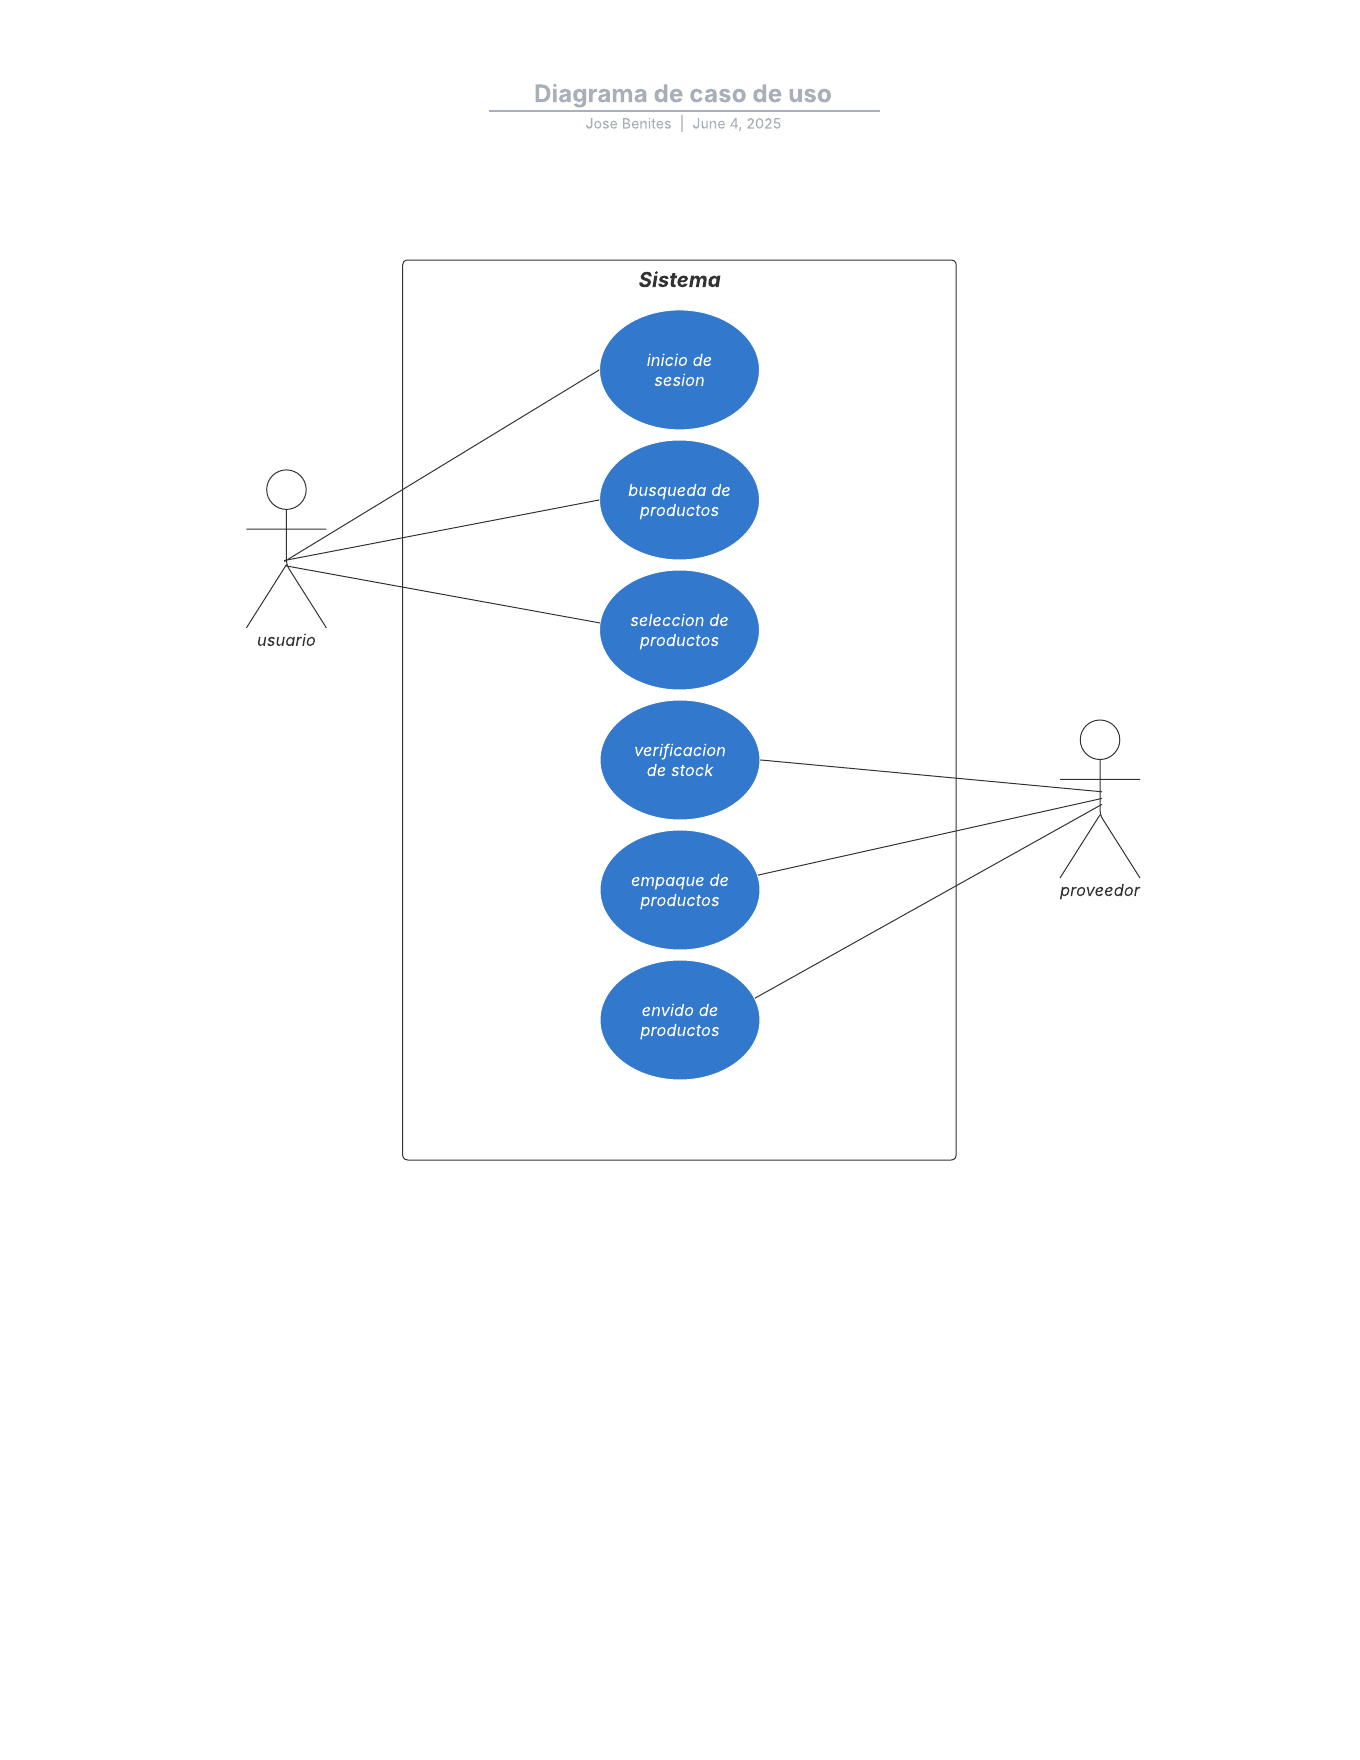 Diagrama de caso de uso
Jose Benites | June 4, 2025
Sistema
inicio de
sesion
busqueda de
productos
usuario
seleccion de
productos
verificacion
de stock
empaque de
productos
proveedor
envido de
productos